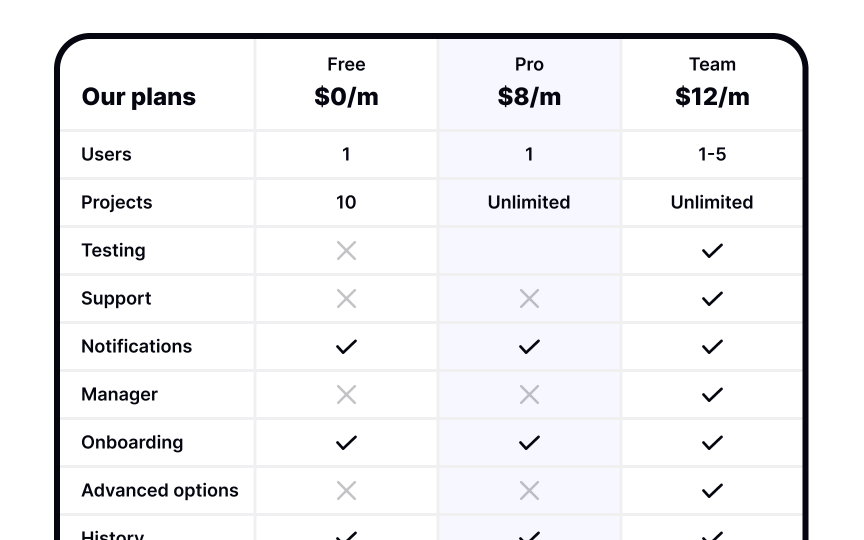 Free Pro Team
Our plans $0/m $8/m $12/m
Users 1 1 1-5
Projects 10 Unlimited Unlimited
Testing
Support
Notifications
Manager
Onboarding
Advanced options
History